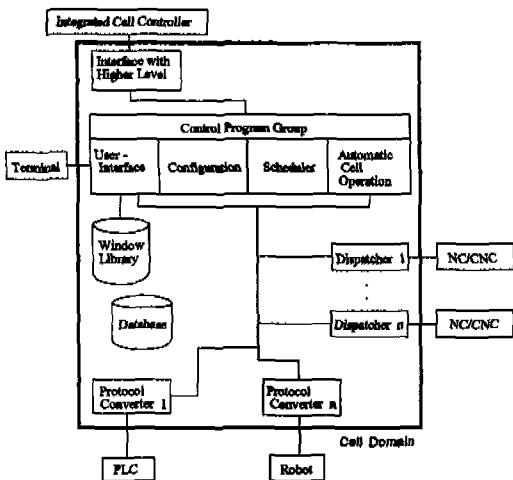 Integrated Cell Controller
Interface with
Higher Level
Control Program Group
User -
Interface
Configuration
Scheduler
Automatic
Cell
Operation
Terminal
Window
Library
Database
Dispatcher 1
NC/CNC
Dispatcher n
NC/CNC
Protocol
Converter 1
Protocol
Converter n
Cell Domain
PLC
Robot